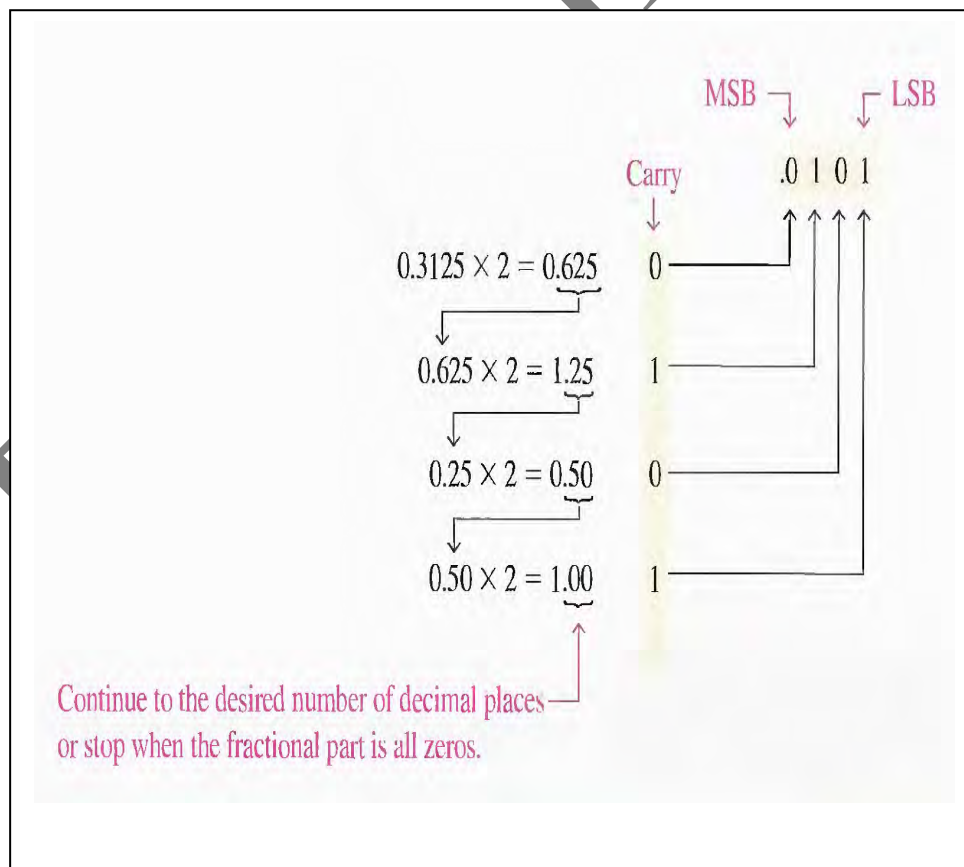 MSB LSB
Carry .0 1 0 1
0.3125 × 2 = 0.625 0
0.625 × 2 = 1.25 1
0.25 × 2 = 0.50 0
0.50 × 2 = 1.00 1
Continue to the desired number of decimal places
or stop when the fractional part is all zeros.